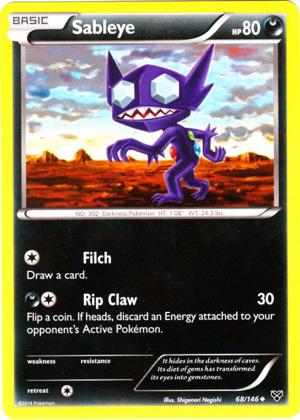 BASIC
Sableye
HP80
NO. 302 Darkness Pokémon HT. 1'08" WT. 24.3 lbs.
Filch
Draw a card.
Rip Claw 30
Flip a coin. If heads, discard an Energy attached to your
opponent's Active Pokémon.
weakness resistance
It hides in the darkness of caves.
Its diet of gems has transformed
its eyes into gemstones.
retreat
©2014 Pokémon
Illus. Shigenori Negishi
68/146